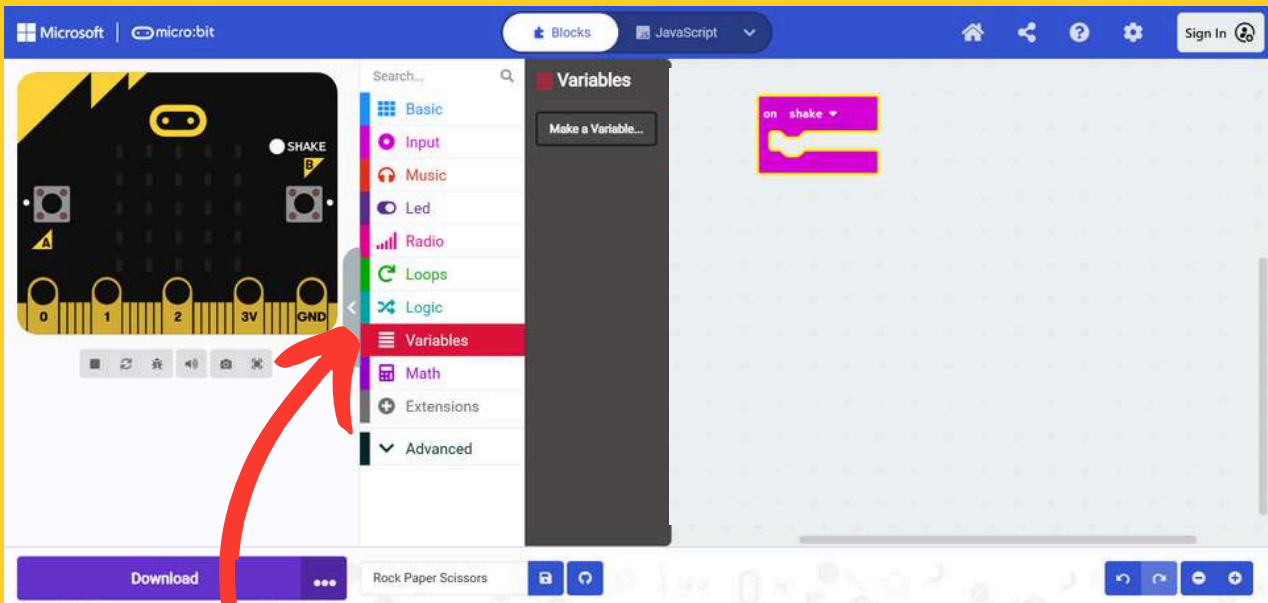 Microsoft micro:bit Blocks JavaScript Sign In
Search...
Basic
Input
Music
Led
Radio
Loops
Logic
Variables
Math
Extensions
Advanced
Variables
Make a Variable...
on shake
SHAKE
B
A
0 1 2 3V GND
Download
Rock Paper Scissors